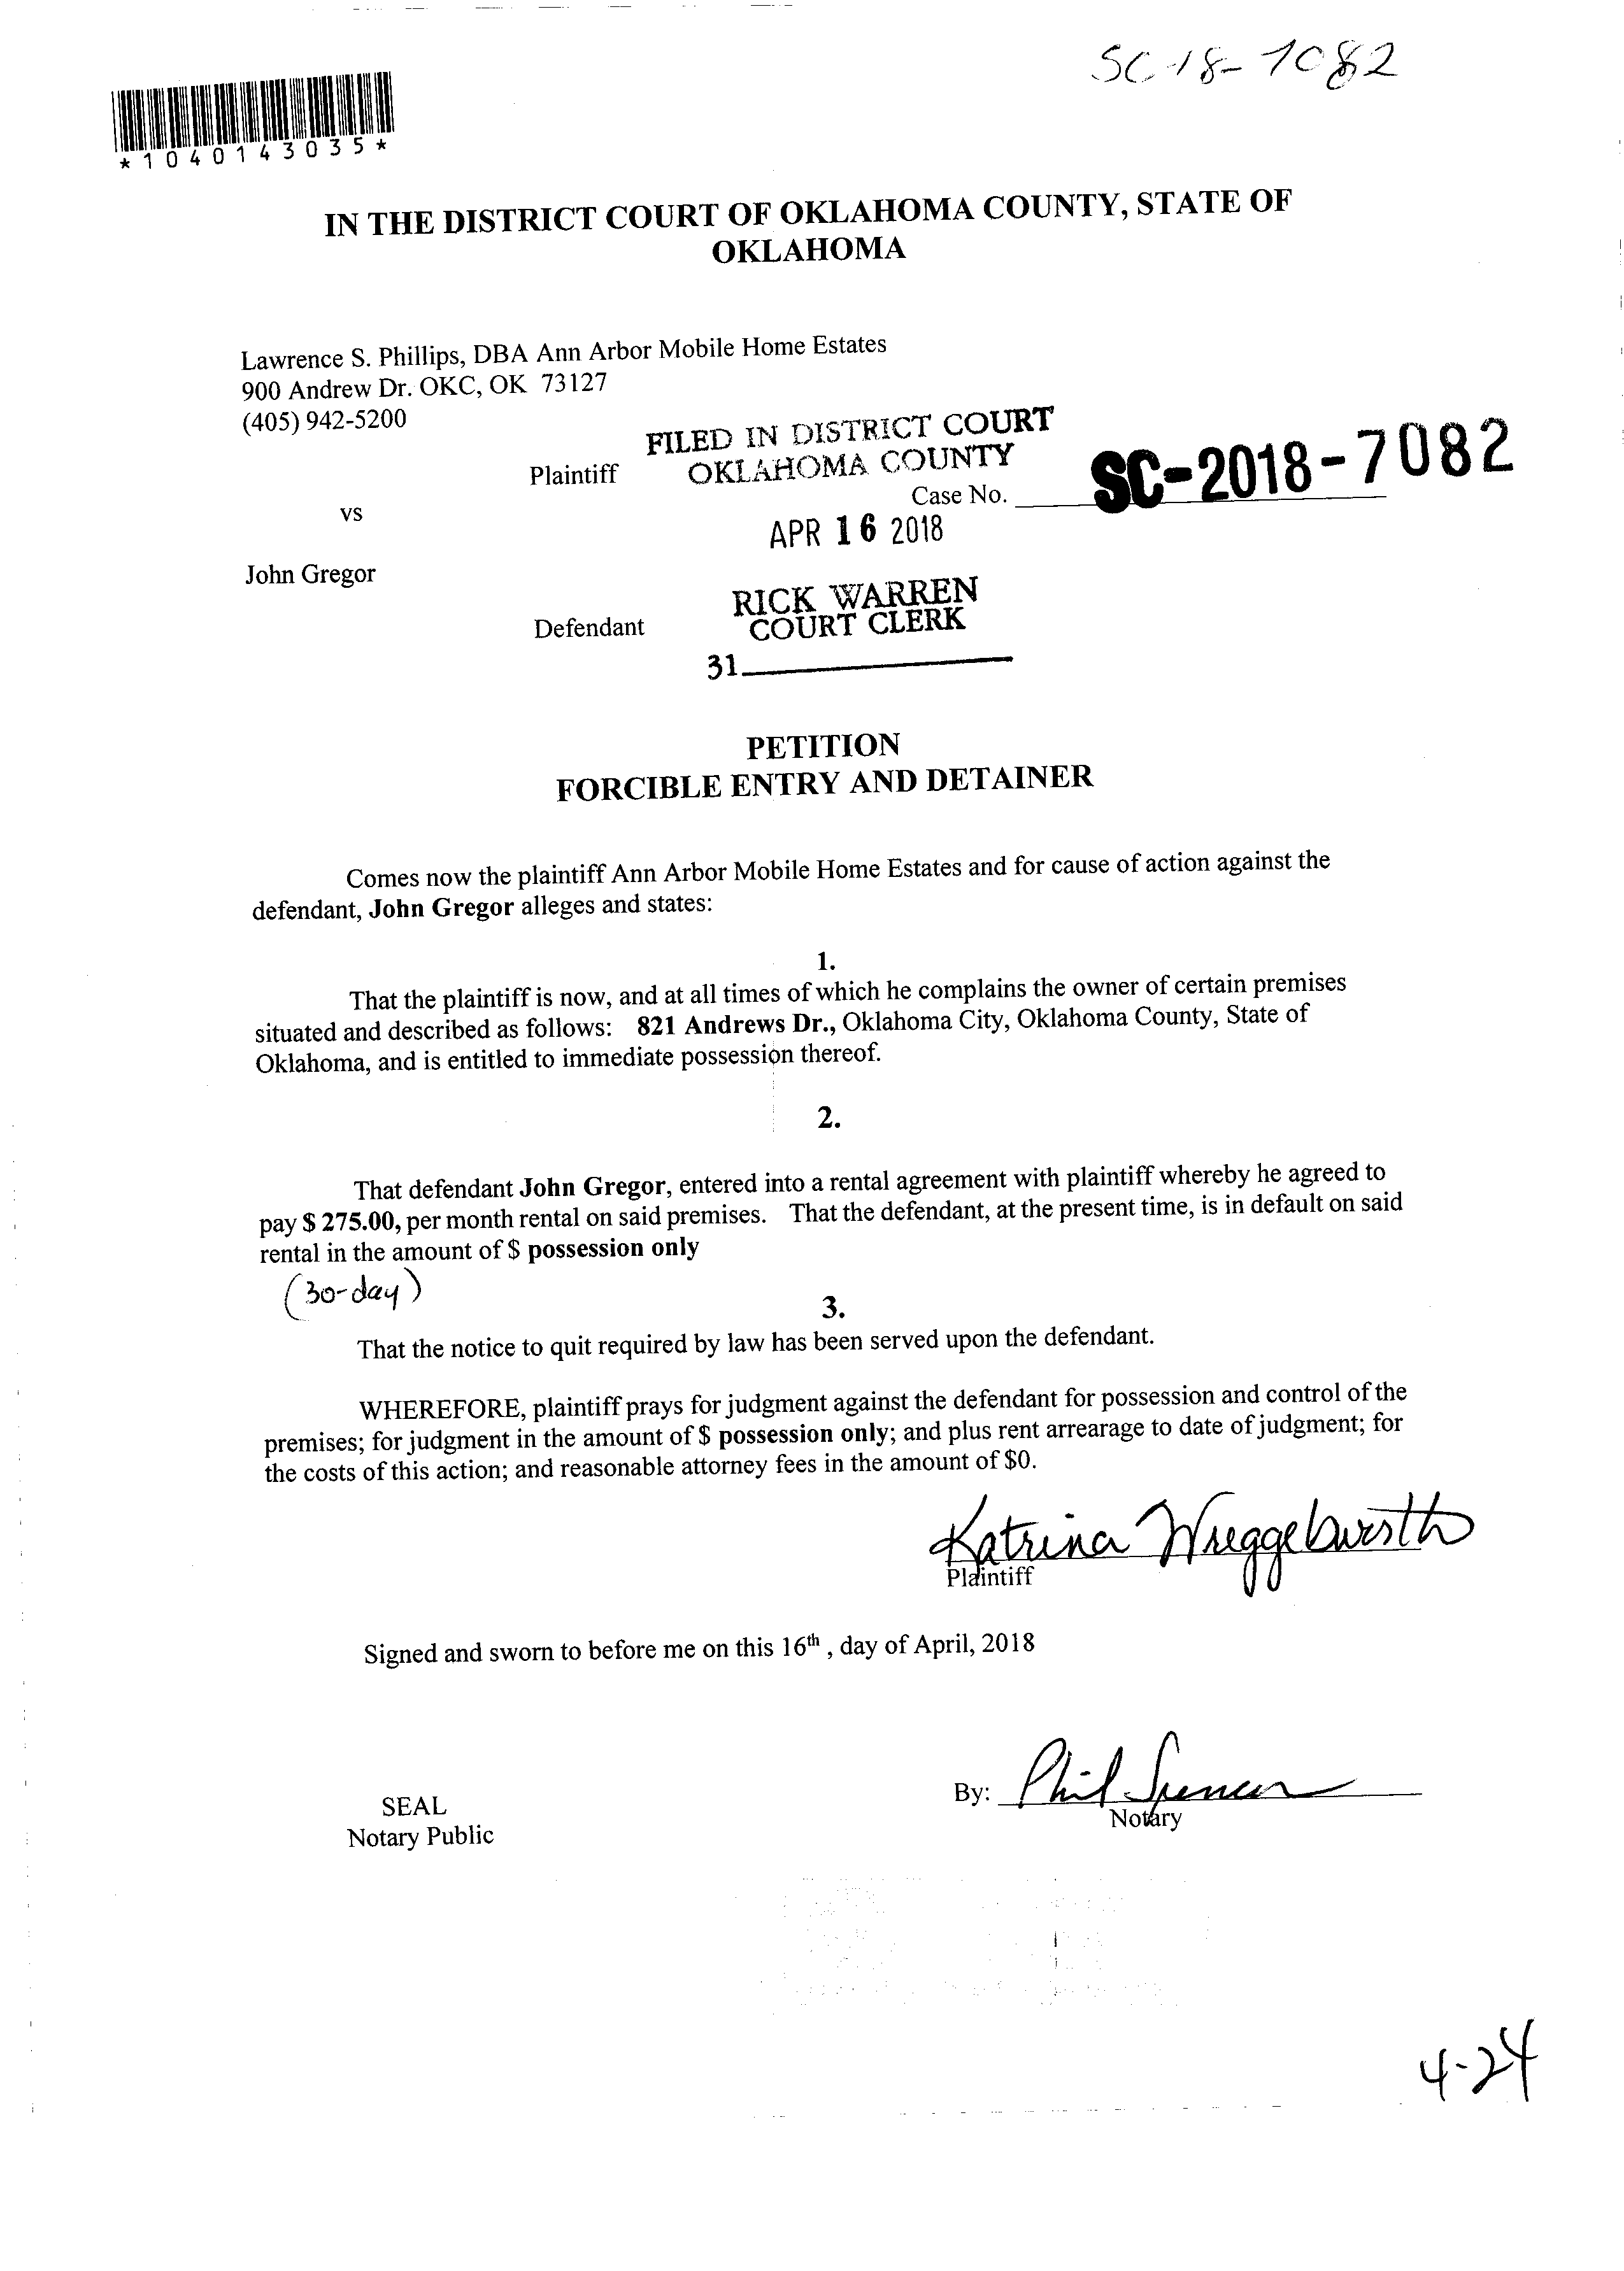 SC-18-7082
*1040143035*
IN THE DISTRICT COURT OF OKLAHOMA COUNTY, STATE OF
OKLAHOMA
Lawrence S. Phillips, DBA Ann Arbor Mobile Home Estates
900 Andrew Dr. OKC, OK 73127
(405) 942-5200
FILED IN DISTRICT COURT
Plaintiff OKLAHOMA COUNTY
Case No. SC-2018-7082
vs
APR 16 2018
John Gregor
RICK WARREN
Defendant COURT CLERK
31
PETITION
FORCIBLE ENTRY AND DETAINER
Comes now the plaintiff Ann Arbor Mobile Home Estates and for cause of action against the
defendant, John Gregor alleges and states:
1.
That the plaintiff is now, and at all times of which he complains the owner of certain premises
situated and described as follows: 821 Andrews Dr., Oklahoma City, Oklahoma County, State of
Oklahoma, and is entitled to immediate possession thereof.
2.
That defendant John Gregor, entered into a rental agreement with plaintiff whereby he agreed to
pay $ 275.00, per month rental on said premises. That the defendant, at the present time, is in default on said
rental in the amount of $ possession only
(30-day)
3.
That the notice to quit required by law has been served upon the defendant.
WHEREFORE, plaintiff prays for judgment against the defendant for possession and control of the
premises; for judgment in the amount of $ possession only; and plus rent arrearage to date of judgment; for
the costs of this action; and reasonable attorney fees in the amount of $0.
Katrina Wreggelsworth
Plaintiff
Signed and sworn to before me on this 16th , day of April, 2018
By: Phil Spencer
SEAL
Notary
Notary Public
4-24